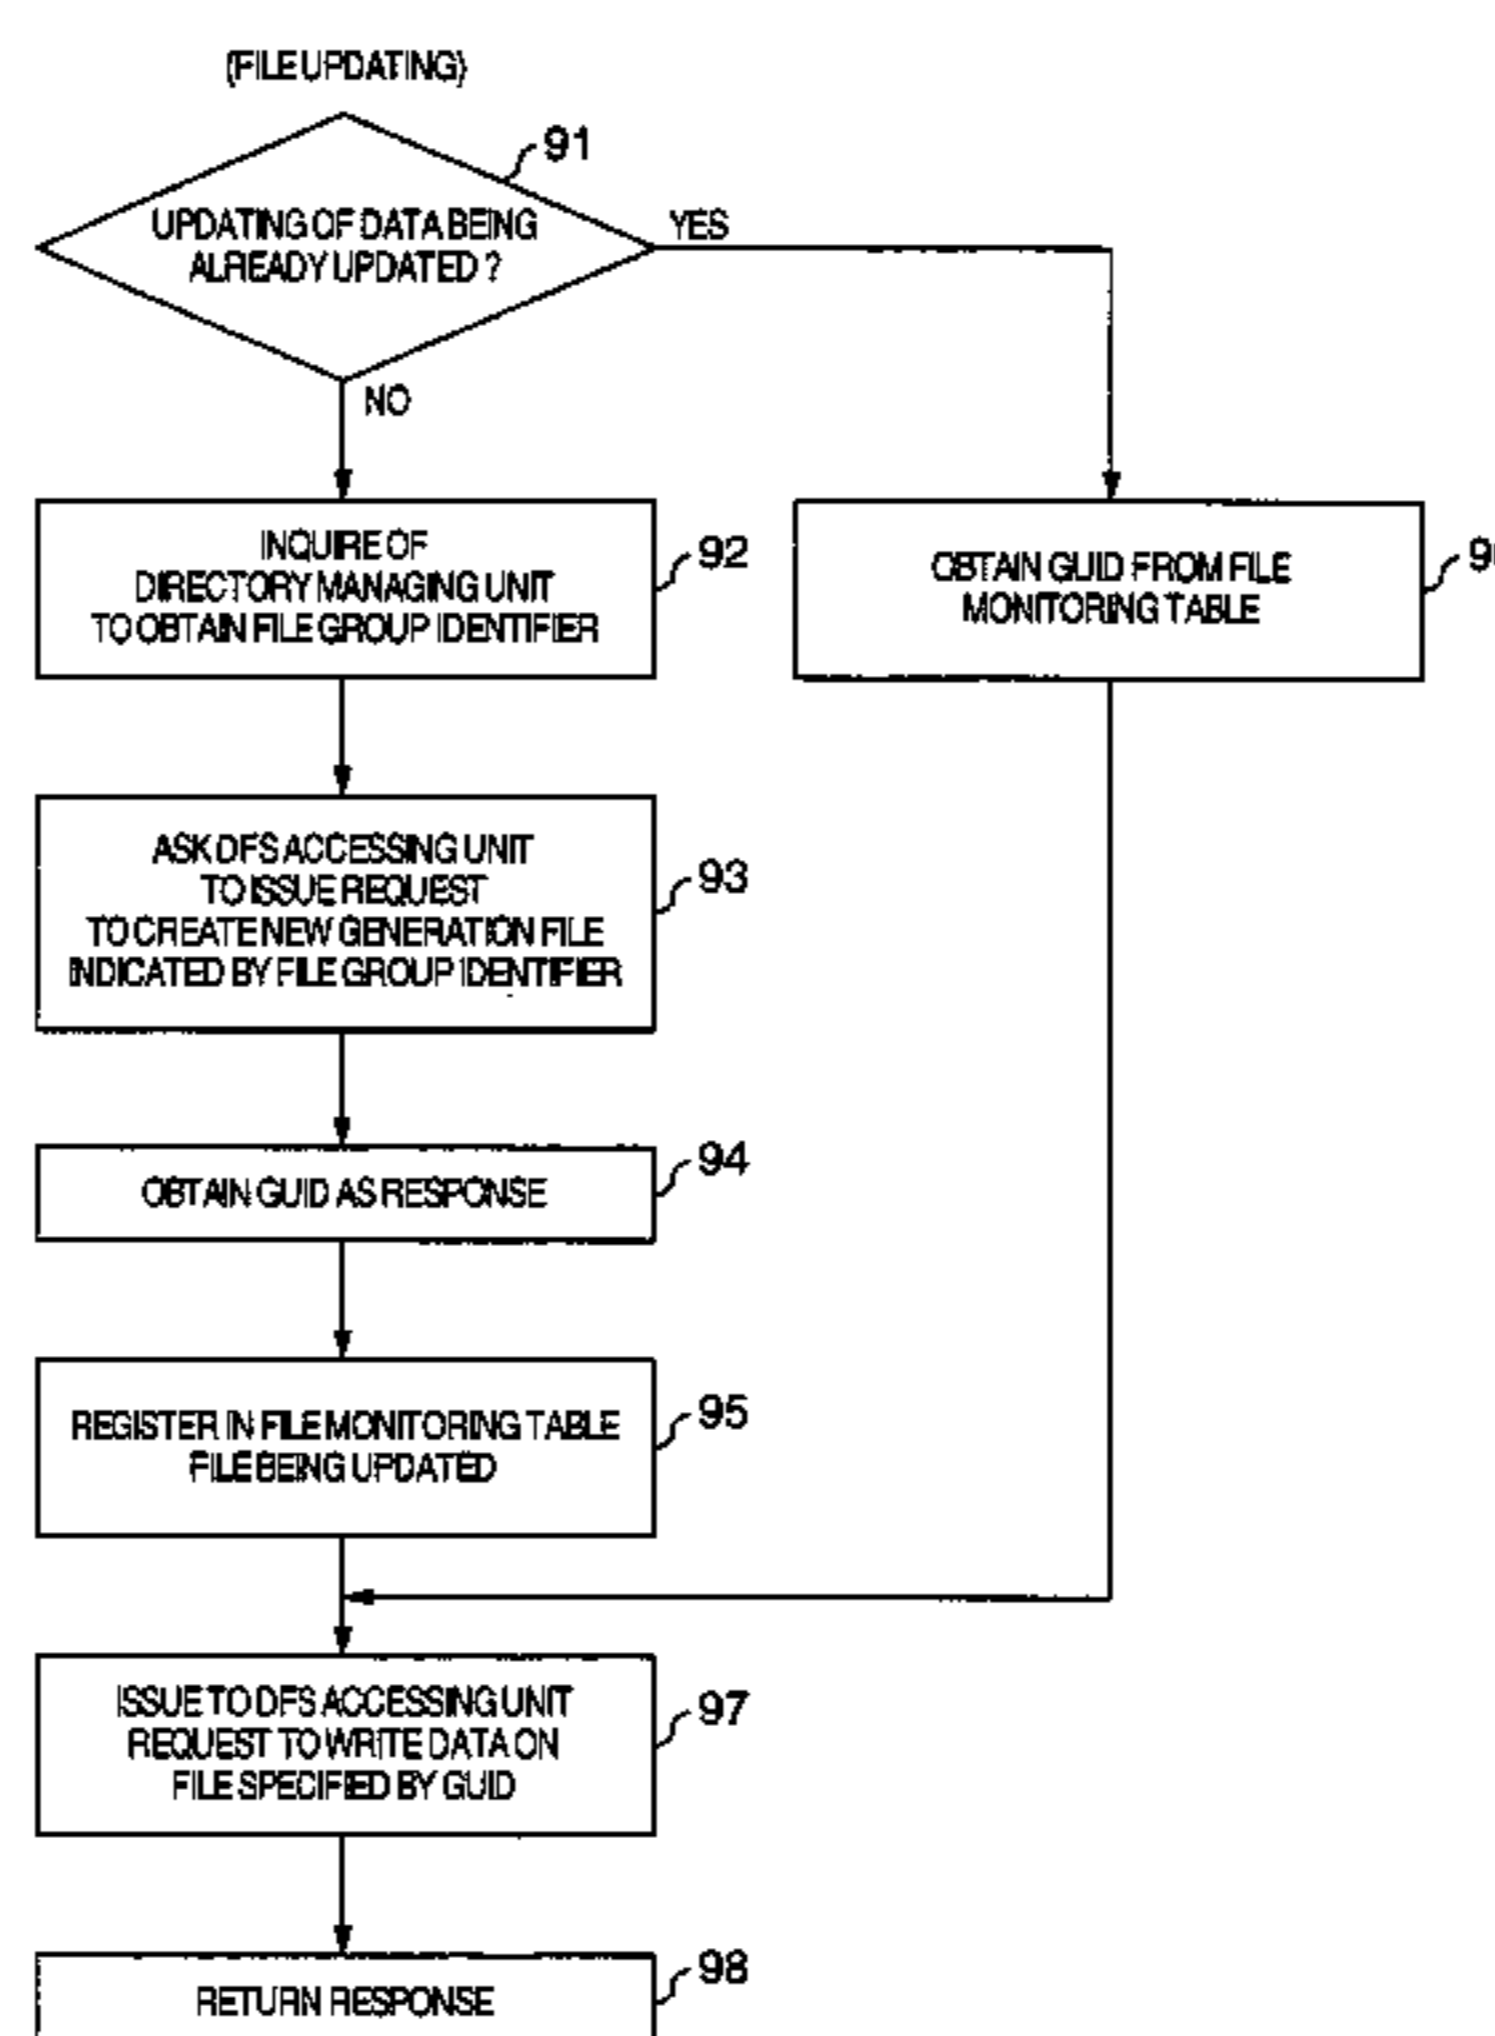 (FILE UPDATING)
91
UPDATING OF DATA BEING
ALREADY UPDATED ?
YES
NO
INQUIRE OF
DIRECTORY MANAGING UNIT
TO OBTAIN FILE GROUP IDENTIFIER
92
OBTAIN GUID FROM FILE
MONITORING TABLE
ASK DFS ACCESSING UNIT
TO ISSUE REQUEST
TO CREATE NEW GENERATION FILE
INDICATED BY FILE GROUP IDENTIFIER
93
OBTAIN GUID AS RESPONSE
94
REGISTER IN FILE MONITORING TABLE
FILE BEING UPDATED
95
ISSUE TO DFS ACCESSING UNIT
REQUEST TO WRITE DATA ON
FILE SPECIFIED BY GUID
97
RETURN RESPONSE
98